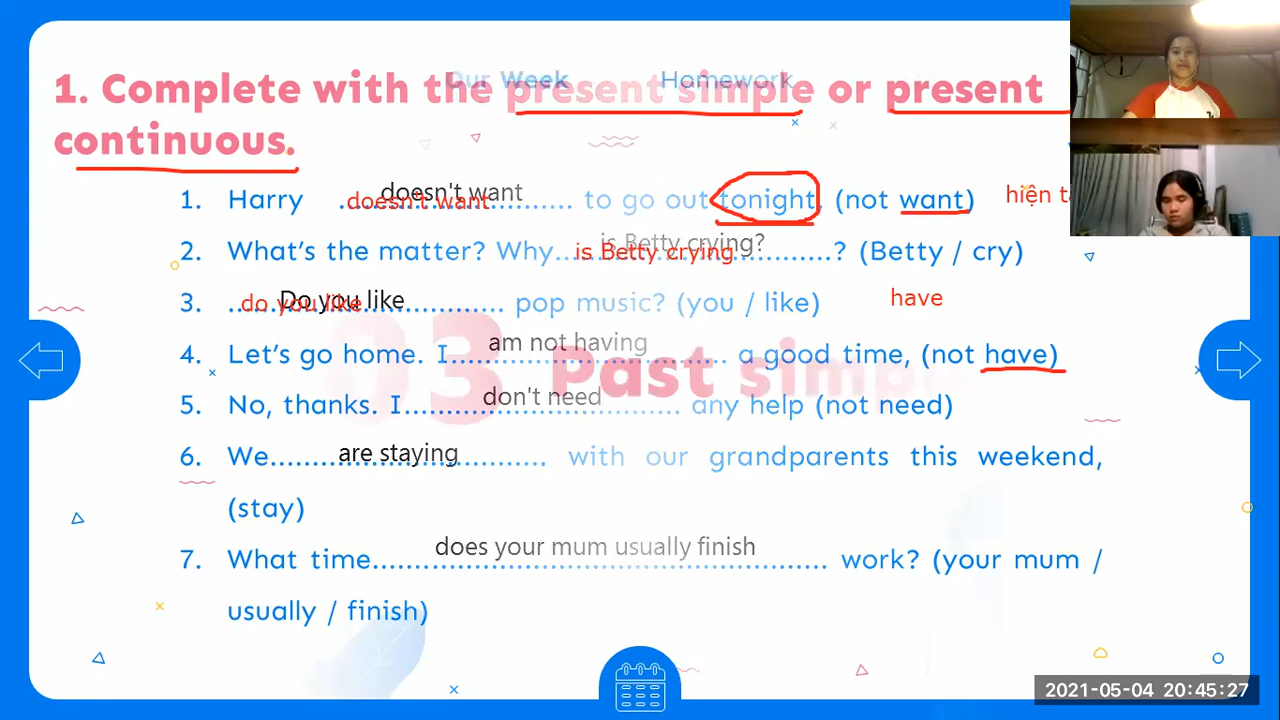 Our Week Homework
1. Complete with the present simple or present
continuous.
1. Harry doesn't want doesn't want to go out tonight, (not want) hiện
2. What's the matter? Why is Betty crying? is Betty crying ? (Betty / cry)
3. Do you like do you like pop music? (you / like) have
4. Let's go home. I am not having a good time, (not have)
03 Past simple
5. No, thanks. I don't need any help (not need)
6. We are staying with our grandparents this weekend,
(stay)
7. What time does your mum usually finish work? (your mum /
usually / finish)
2021-05-04 20:45:27